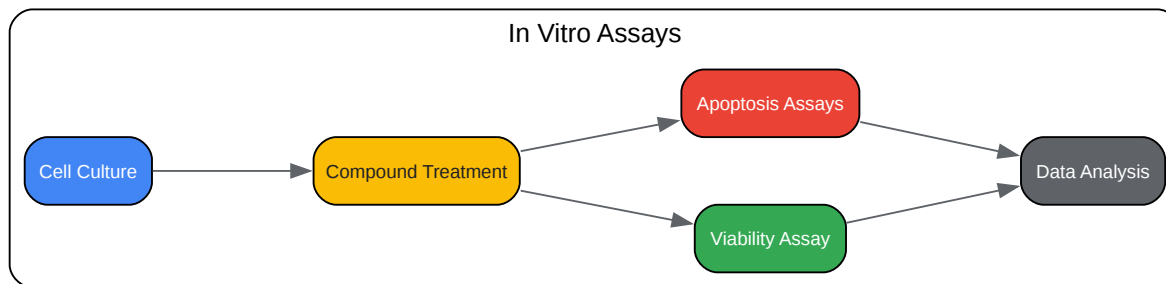 In Vitro Assays
Cell Culture
Compound Treatment
Apoptosis Assays
Viability Assay
Data Analysis